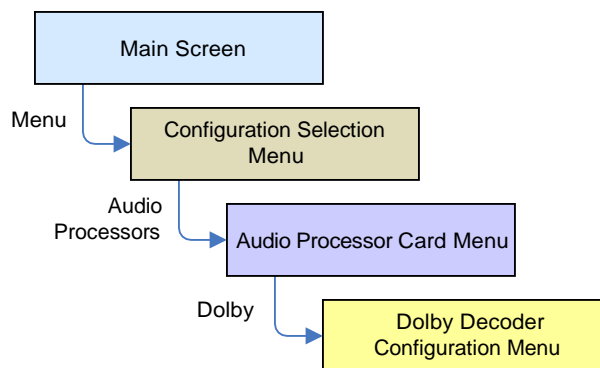 Main Screen
Menu
Configuration Selection
Menu
Audio
Processors
Audio Processor Card Menu
Dolby
Dolby Decoder
Configuration Menu